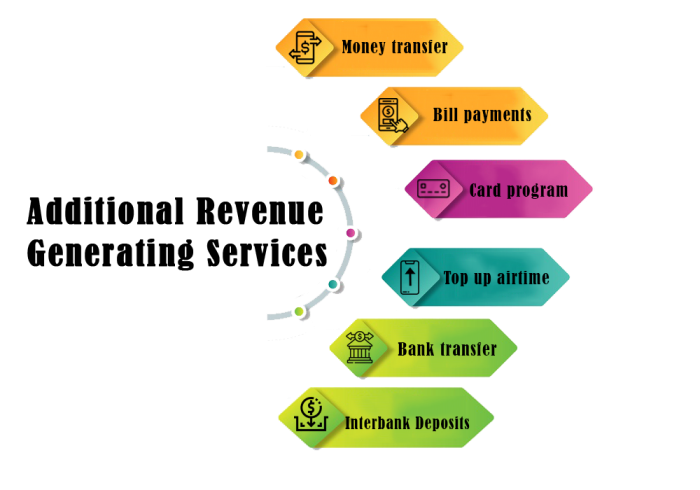 Additional Revenue
Generating Services
Money transfer
Bill payments
Card program
Top up airtime
Bank transfer
Interbank Deposits